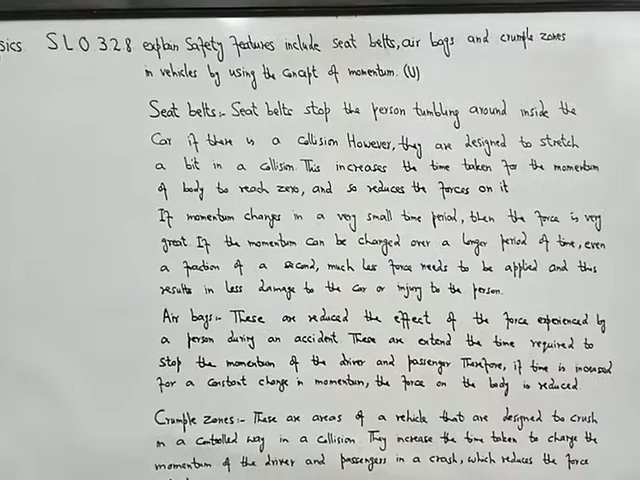 sics SLO 3.2.8 explain Safety features include seat belts, air bags and crumple zones
in vehicles by using the concept of momentum. (U)
Seat belts:- Seat belts stop the person tumbling around inside the
Car if there is a collision However, they are designed to stretch
a bit in a collision. This increases the time taken for the momentum
of body to reach zero, and so reduces the forces on it
If momentum changes in a very small time period, then the force is very
great. If the momentum can be changed over a longer period of time, even
a fraction of a second, much less force needs to be applied and this
results in less damage to the car or injury to the person.
Air bags:- These are reduced the effect of the force experienced by
a person during an accident. These are extend the time required to
stop the momentum of the driver and passenger Therefore, if time is increased
for a constant change in momentum, the force on the body is reduced
Crumple zones:- These are areas of a vehicle that are designed to crush
in a controlled way in a collision They increase the time taken to change the
momentum of the driver and passengers in a crash, which reduces the force